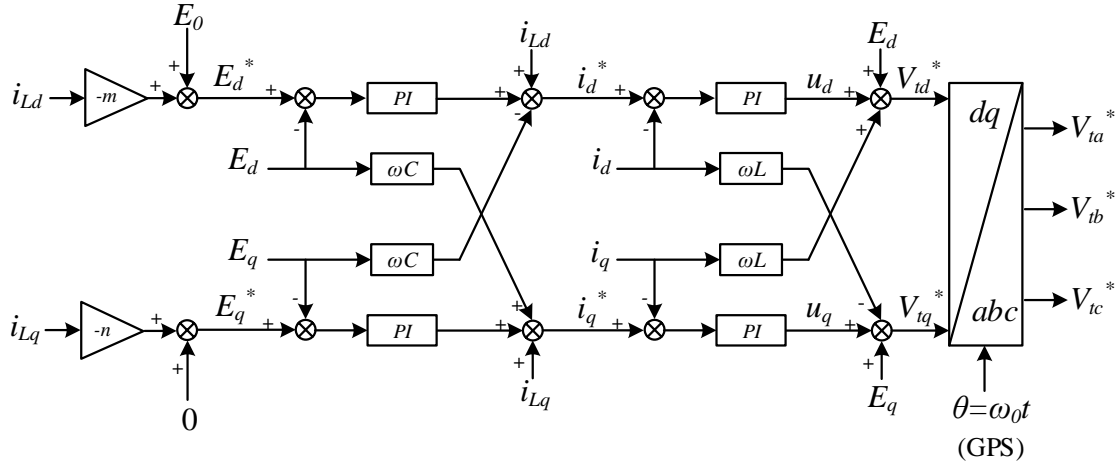 E0 iLd Ed
iLd -m + + Ed* + - PI + + - id* + - PI ud + + + Vtd* dq Vta*
Ed ωC id ωL
Vtb*
Eq ωC iq ωL
iLq -n + + Eq* + - PI + + + iq* + - PI uq + - + Vtq* abc Vtc*
0 iLq Eq θ=ω0t
(GPS)